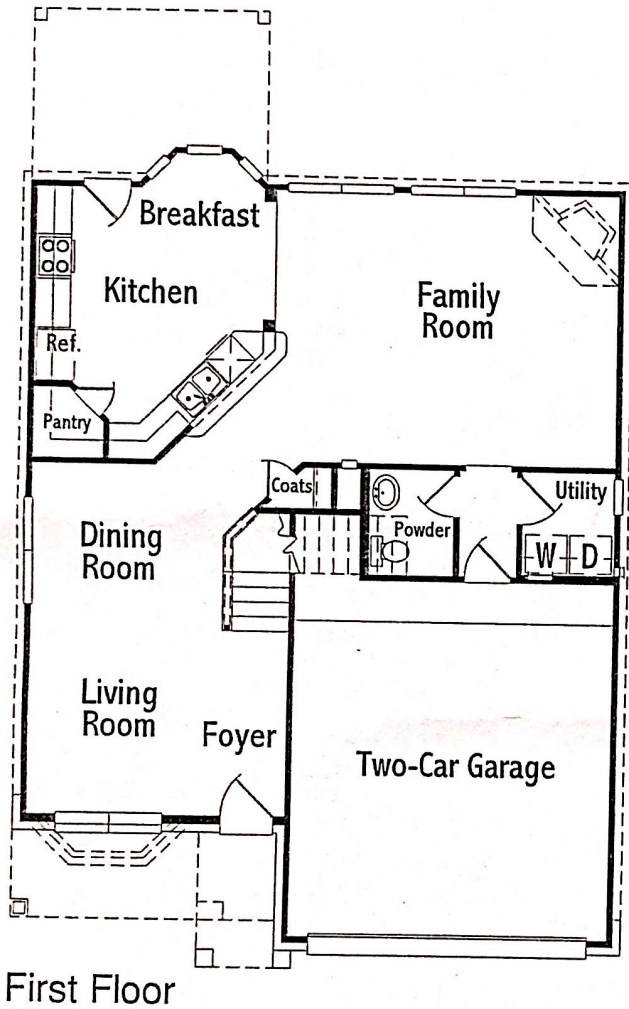 Breakfast
Kitchen
Family
Room
Ref.
Pantry
Coats
Utility
Powder
W D
Dining
Room
Living
Room
Foyer
Two-Car Garage
First Floor